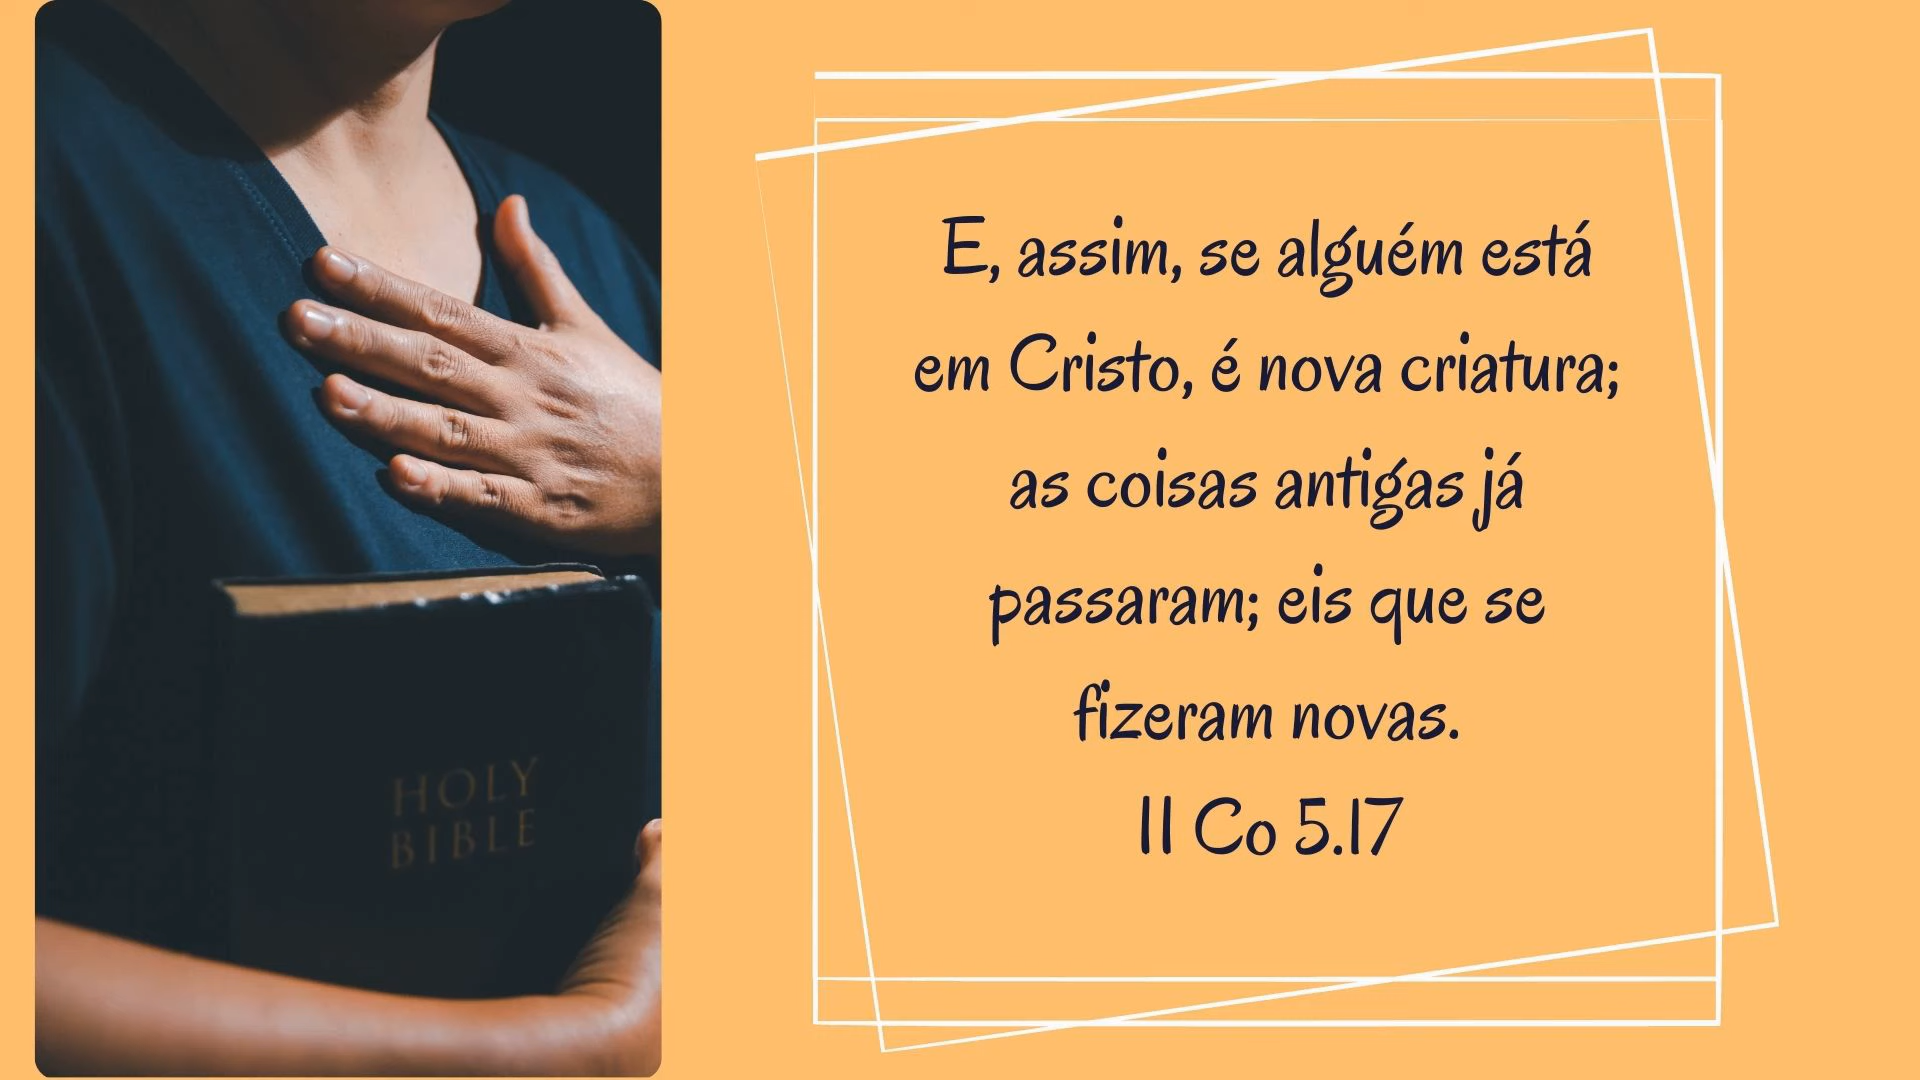 HOLY
BIBLE
E, assim, se alguém está
em Cristo, é nova criatura;
as coisas antigas já
passaram; eis que se
fizeram novas.
II Co 5.17